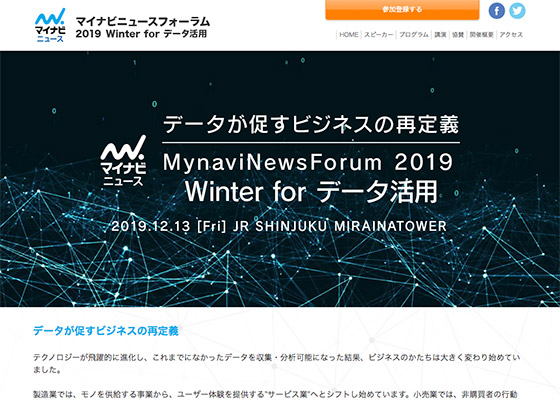 マイナビ
ニュース
マイナビニュースフォーラム
2019 Winter for データ活用
参加登録する
HOME スピーカー プログラム 講演 協賛 開催概要 アクセス
データが促すビジネスの再定義
マイナビ
ニュース
MynaviNewsForum 2019
Winter for データ活用
2019.12.13 [Fri] JR SHINJUKU MIRAINATOWER
データが促すビジネスの再定義
テクノロジーが飛躍的に進化し、これまでになかったデータを収集・分析可能になった結果、ビジネスのかたちは大きく変わり始めてい
ました。
製造業では、モノを供給する事業から、ユーザー体験を提供する"サービス業"へとシフトし始めています。小売業では、非購買者の行動